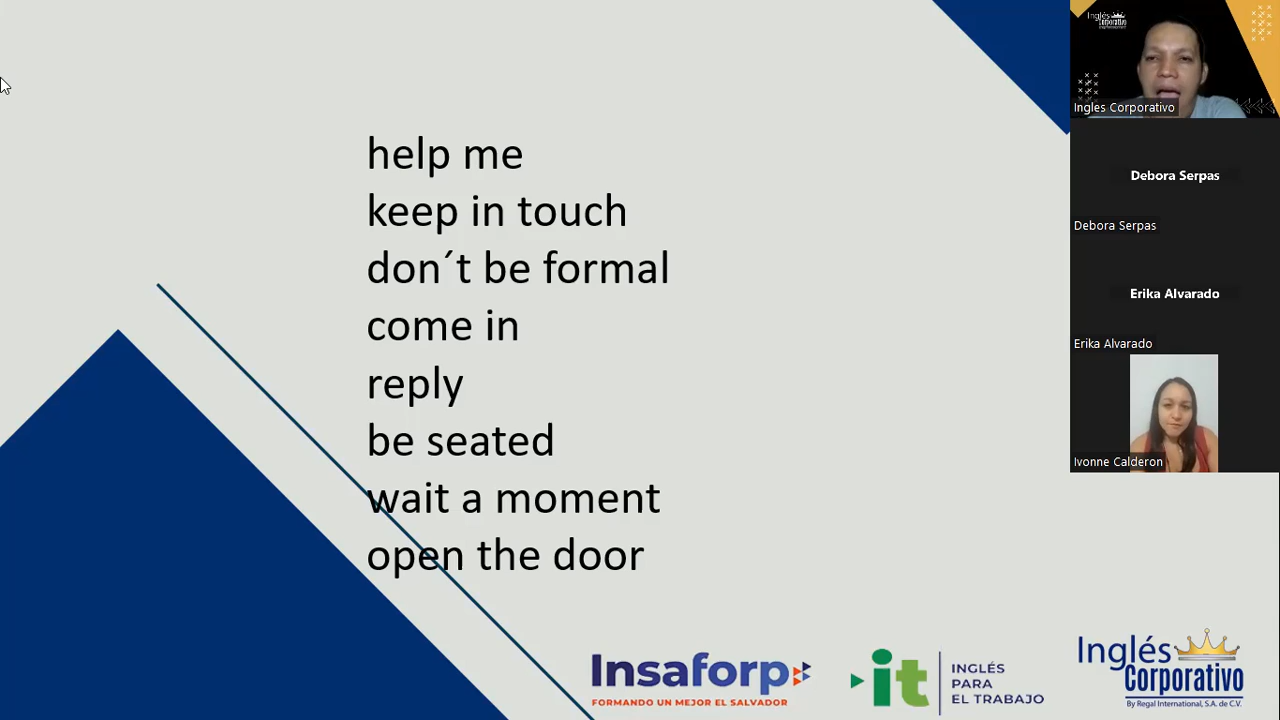 help me
keep in touch
don´t be formal
come in
reply
be seated
wait a moment
open the door
Insaforp
FORMANDO UN MEJOR EL SALVADOR
it
INGLÉS
PARA
EL TRABAJO
Inglés
Corporativo
By Regal International, S.A. de C.V.
Inglés
Corporativo
Ingles Corporativo
Debora Serpas
Debora Serpas
Erika Alvarado
Erika Alvarado
Ivonne Calderon